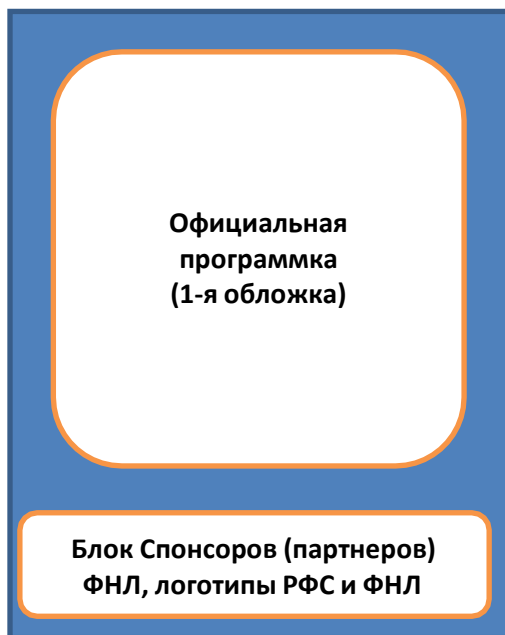 Официальная
программка
(1-я обложка)
Блок Спонсоров (партнеров)
ФНЛ, логотипы РФС и ФНЛ